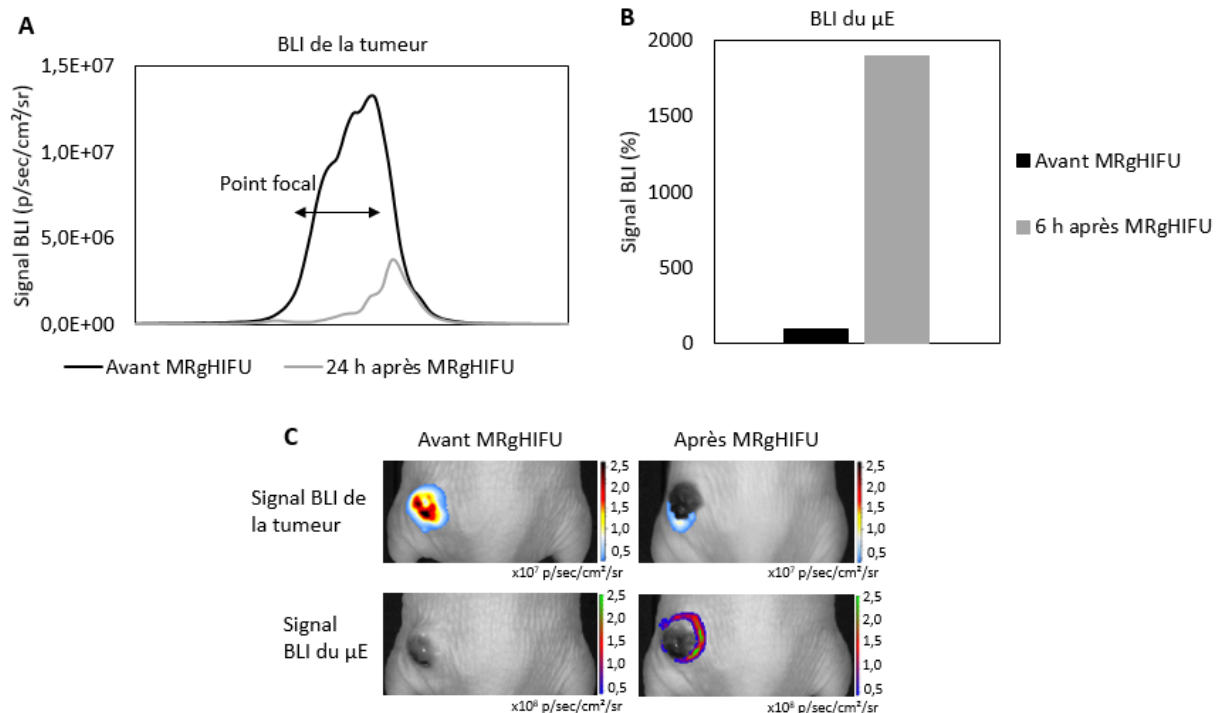 A
BLI de la tumeur
Signal BLI (p/sec/cm²/sr)
1,5E+07
1,0E+07
5,0E+06
0,0E+00
Point focal
Avant MRgHIFU
24 h après MRgHIFU
B
BLI du µE
Signal BLI (%)
2000
1500
1000
500
0
Avant MRgHIFU
6 h après MRgHIFU
C
Avant MRgHIFU
Après MRgHIFU
Signal BLI de
la tumeur
2,5
2,0
1,5
1,0
0,5
x10⁷ p/sec/cm²/sr
2,5
2,0
1,5
1,0
0,5
x10⁷ p/sec/cm²/sr
Signal
BLI du µE
2,5
2,0
1,5
1,0
0,5
x10⁸ p/sec/cm²/sr
2,5
2,0
1,5
1,0
0,5
x10⁸ p/sec/cm²/sr